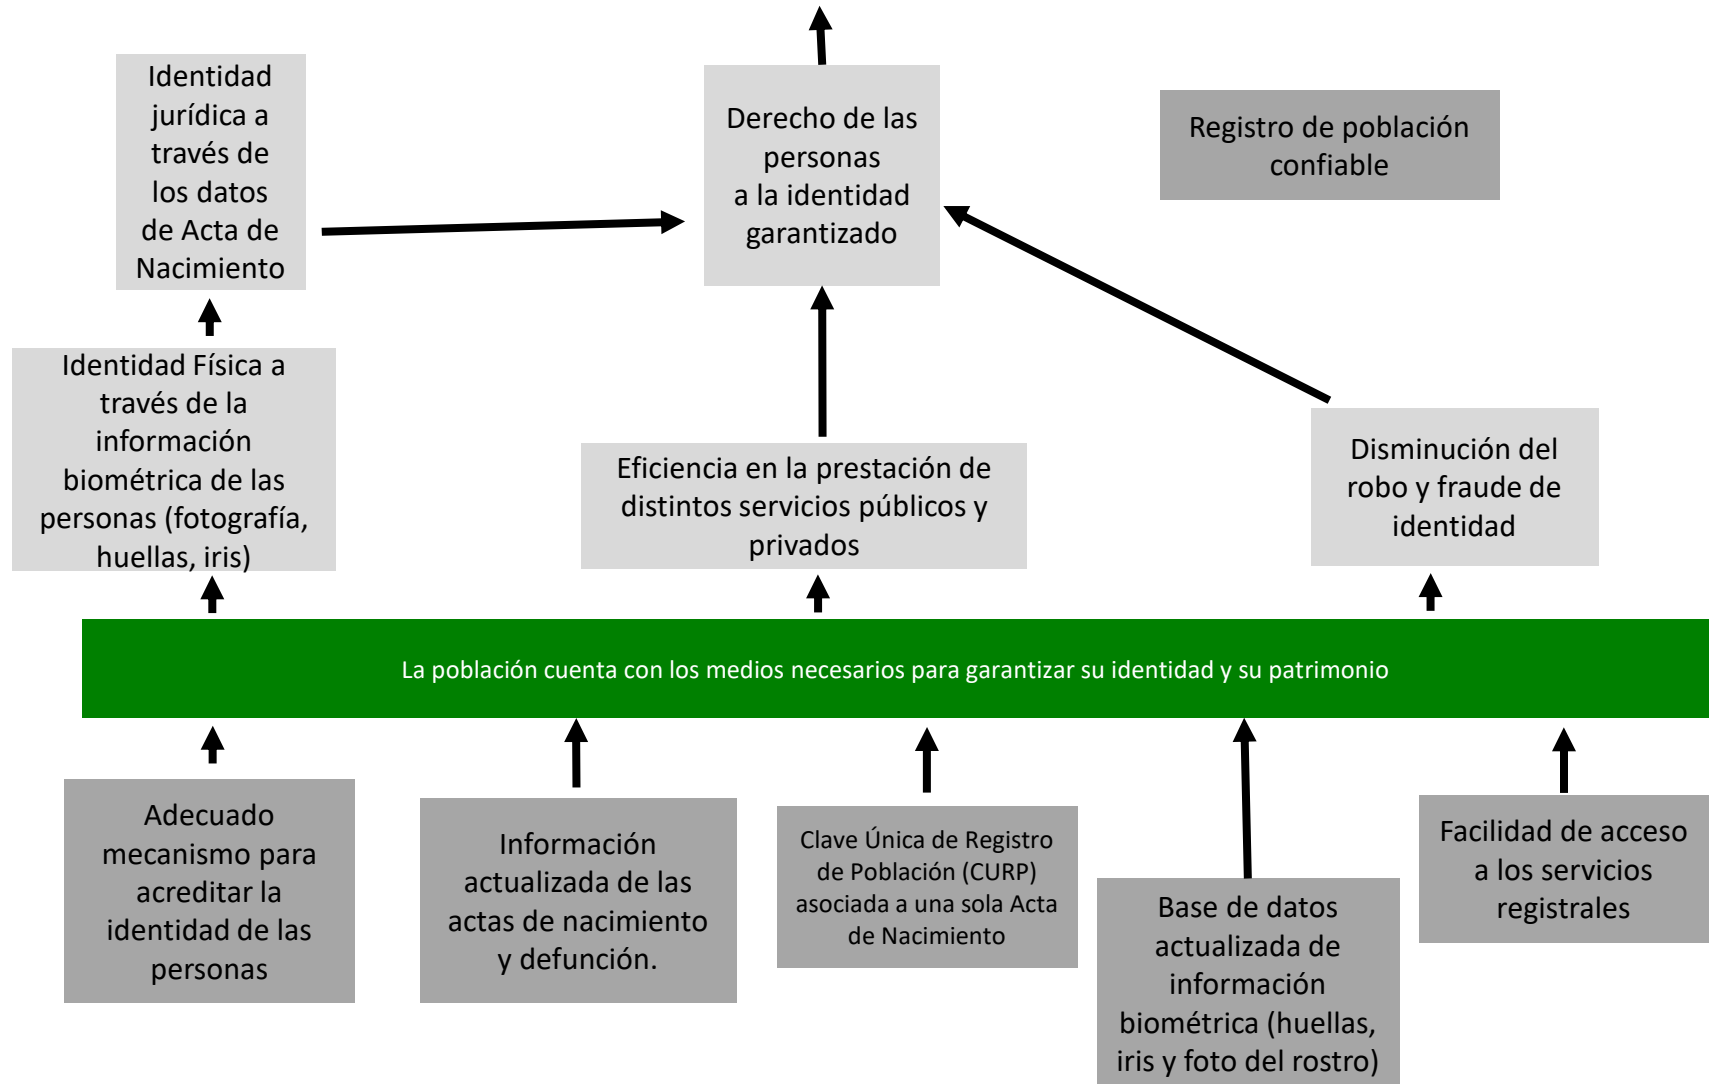 Identidad
jurídica a
través de
los datos
de Acta de
Nacimiento
Derecho de las
personas
a la identidad
garantizado
Registro de población
confiable
Identidad Física a
través de la
información
biométrica de las
personas (fotografía,
huellas, iris)
Eficiencia en la prestación de
distintos servicios públicos y
privados
Disminución del
robo y fraude de
identidad
La población cuenta con los medios necesarios para garantizar su identidad y su patrimonio
Adecuado
mecanismo para
acreditar la
identidad de las
personas
Información
actualizada de las
actas de nacimiento
y defunción.
Clave Única de Registro
de Población (CURP)
asociada a una sola Acta
de Nacimiento
Base de datos
actualizada de
información
biométrica (huellas,
iris y foto del rostro)
Facilidad de acceso
a los servicios
registrales